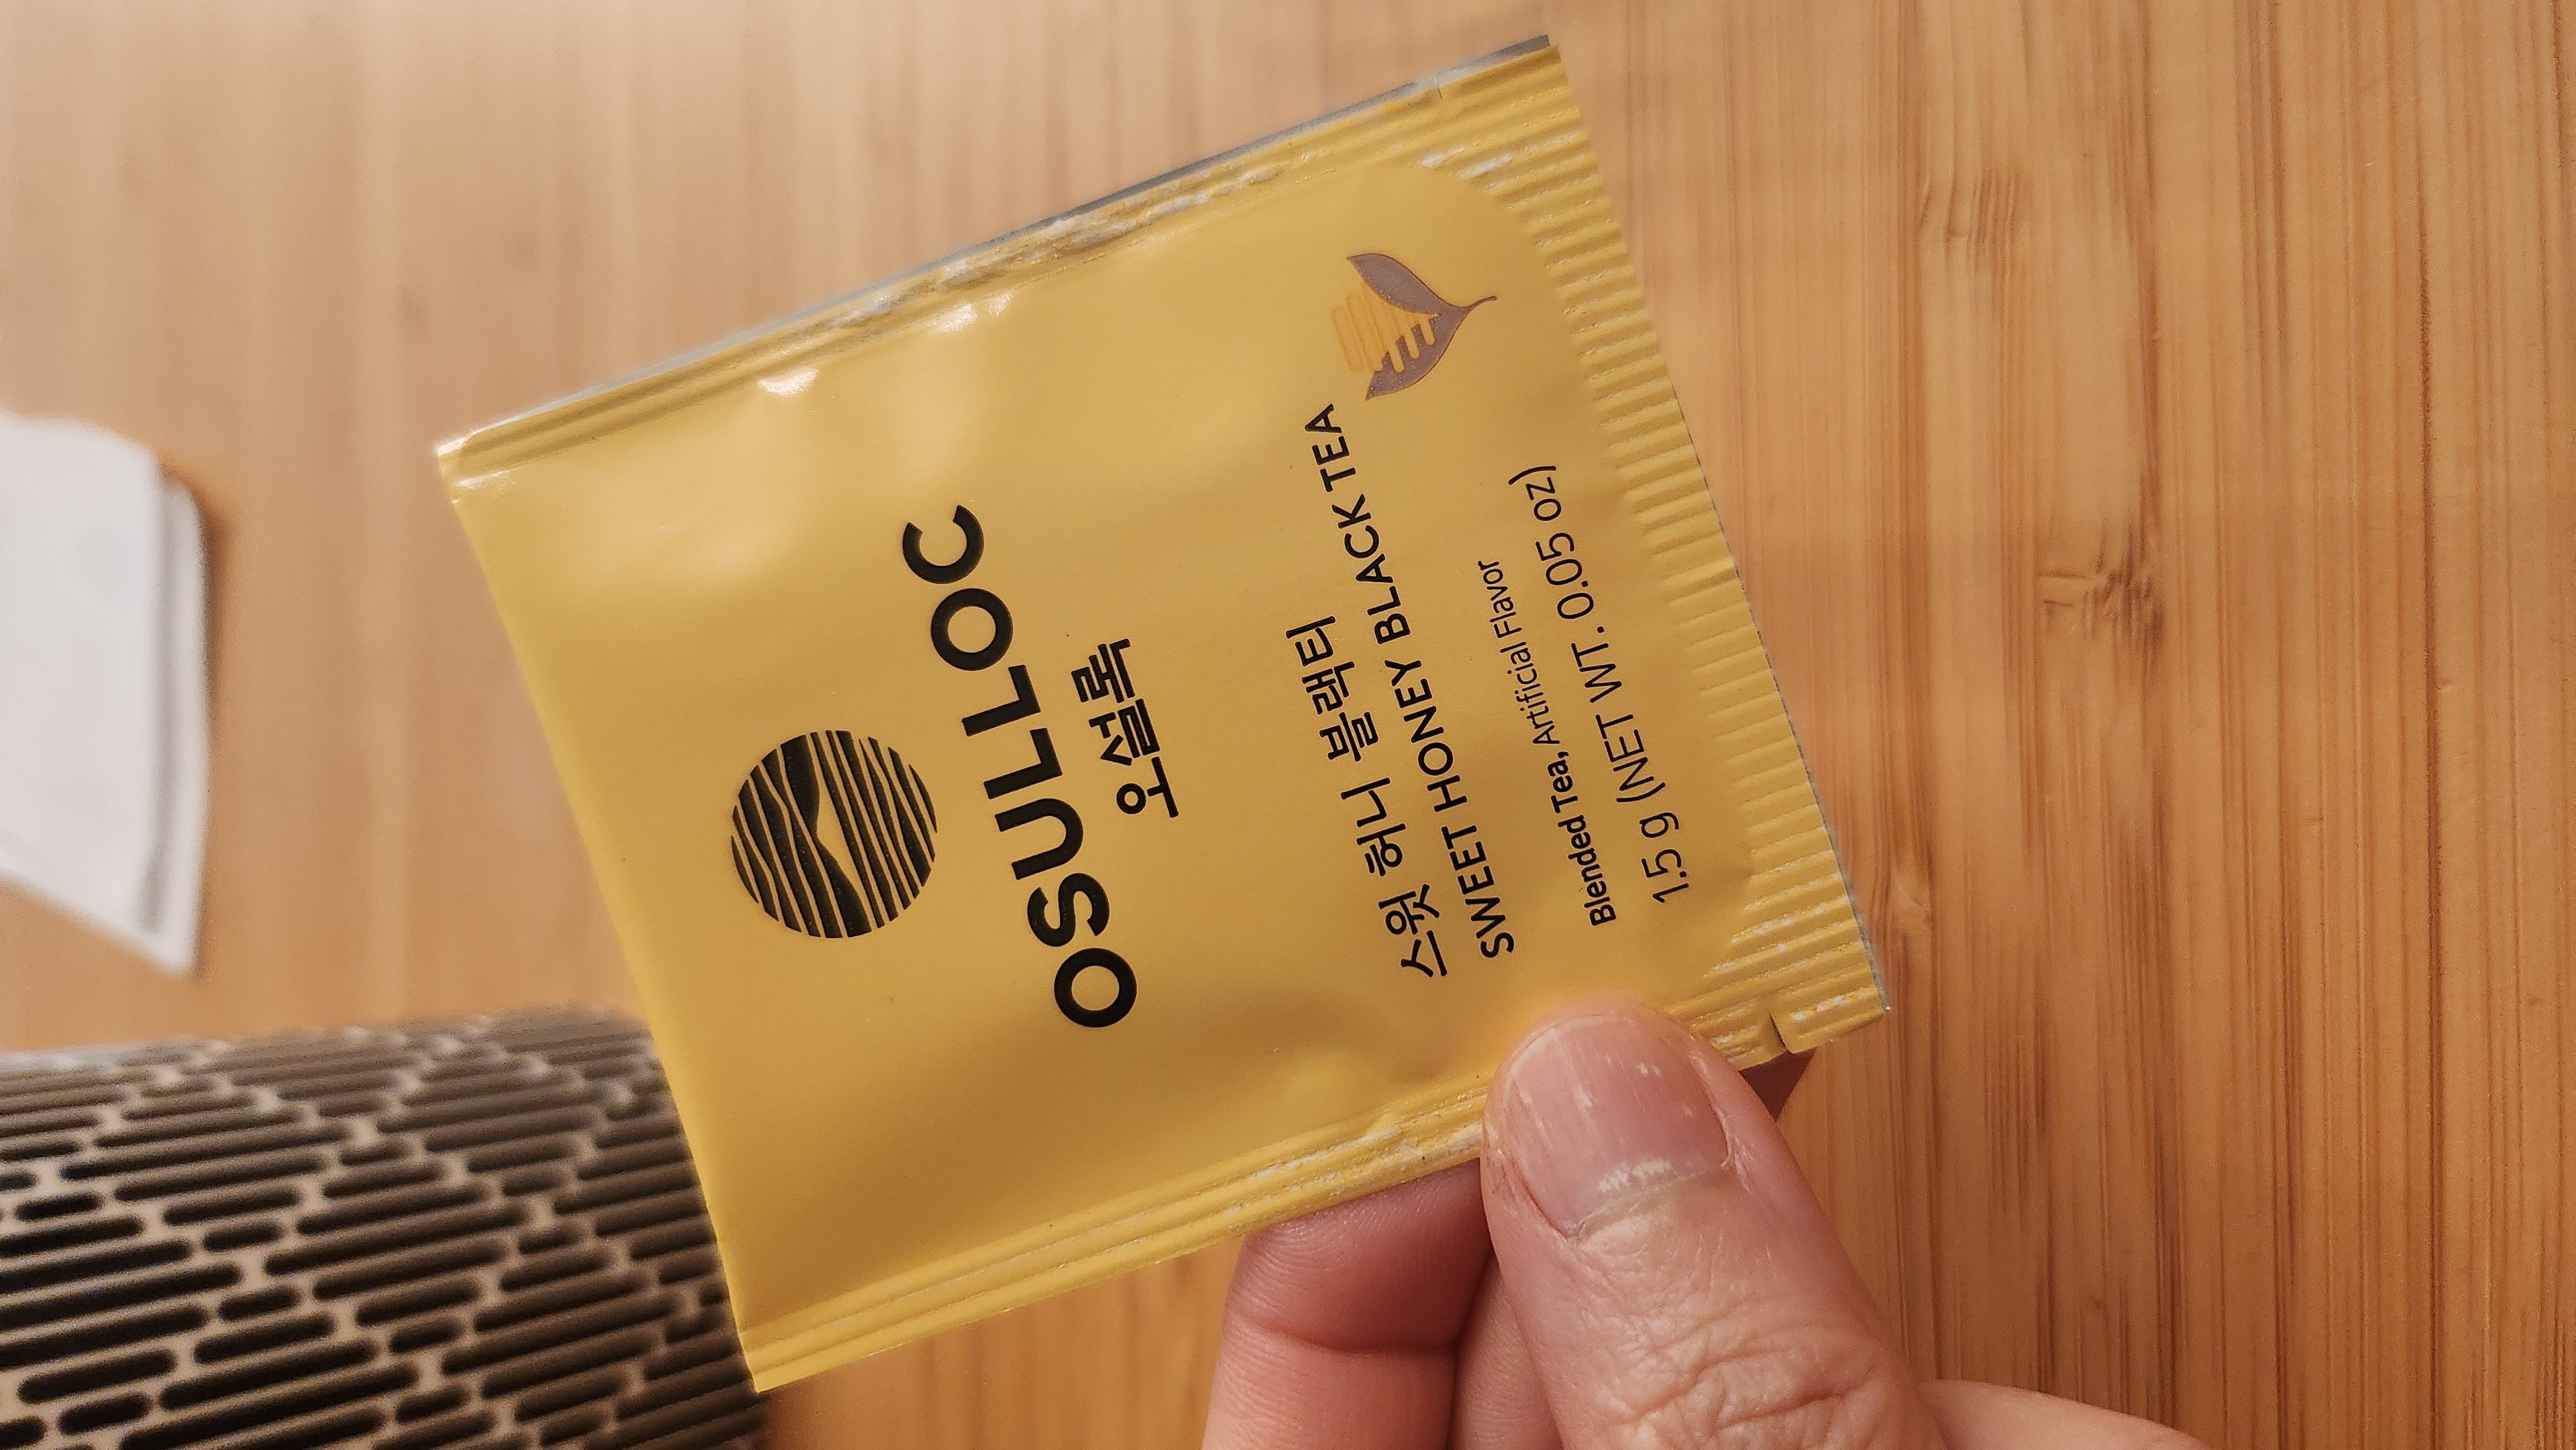 OSULLOC
오설록
스윗 허니 블랙티
SWEET HONEY BLACK TEA
Blended Tea, Artificial Flavor
1.5 g (NET WT. 0.05 oz)